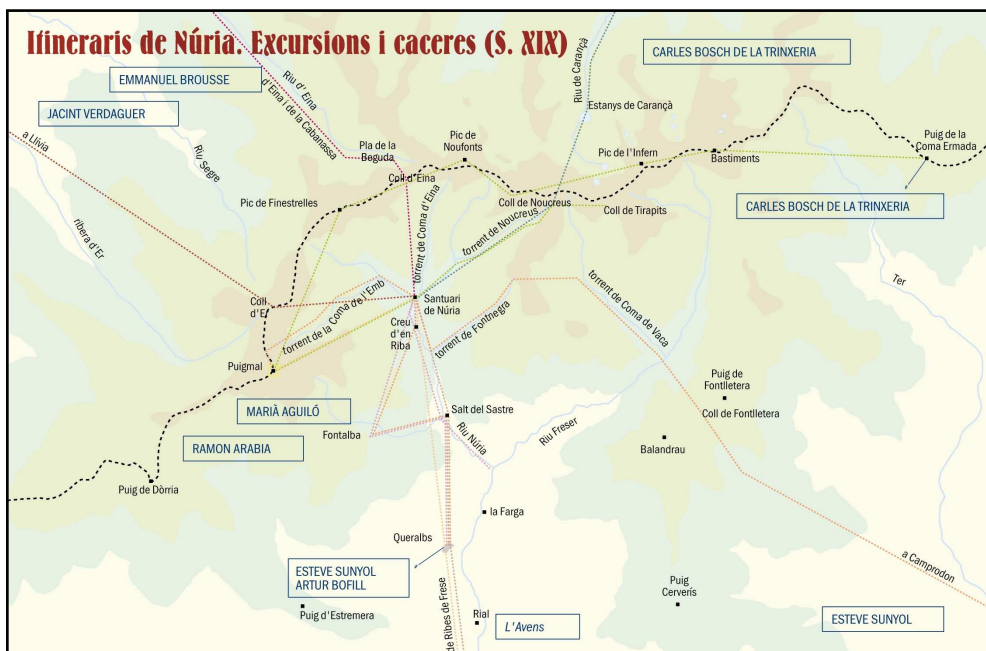 Itineraris de Núria. Excursions i caceres (S. XIX)
CARLES BOSCH DE LA TRINXERIA
EMMANUEL BROUSSE
JACINT VERDAGUER
Riu d'Eina
d'Eina i de la Cabanassa
Riu de Carançà
Estanys de Carançà
a Llívia
Riu Segre
Pla de la
Beguda
Pic de
Noufonts
Pic de l'Infern
Bastiments
Puig de la
Coma Ermada
Coll d'Eina
Pic de Finestrelles
Coll de Noucreus
Coll de Tirapits
CARLES BOSCH DE LA TRINXERIA
ribera d'Er
torrent de Coma d'Eina
torrent de Noucreus
Ter
Coll
d'Er
torrent de la Coma de l'Emb
Santuari
de Núria
Creu
d'en
Riba
torrent de Fontnegra
torrent de Coma de Vaca
Puigmal
Puig de
Fontlletera
Coll de Fontlletera
MARIÀ AGUILÓ
Salt del Sastre
Fontalba
Riu Núria
Riu Freser
Balandrau
RAMON ARABIA
Puig de Dòrria
la Farga
Queralbs
a Camprodon
ESTEVE SUNYOL
ARTUR BOFILL
Puig d'Estremera
de Ribes de Frese
Rial
L'Avens
Puig
Cerverís
ESTEVE SUNYOL